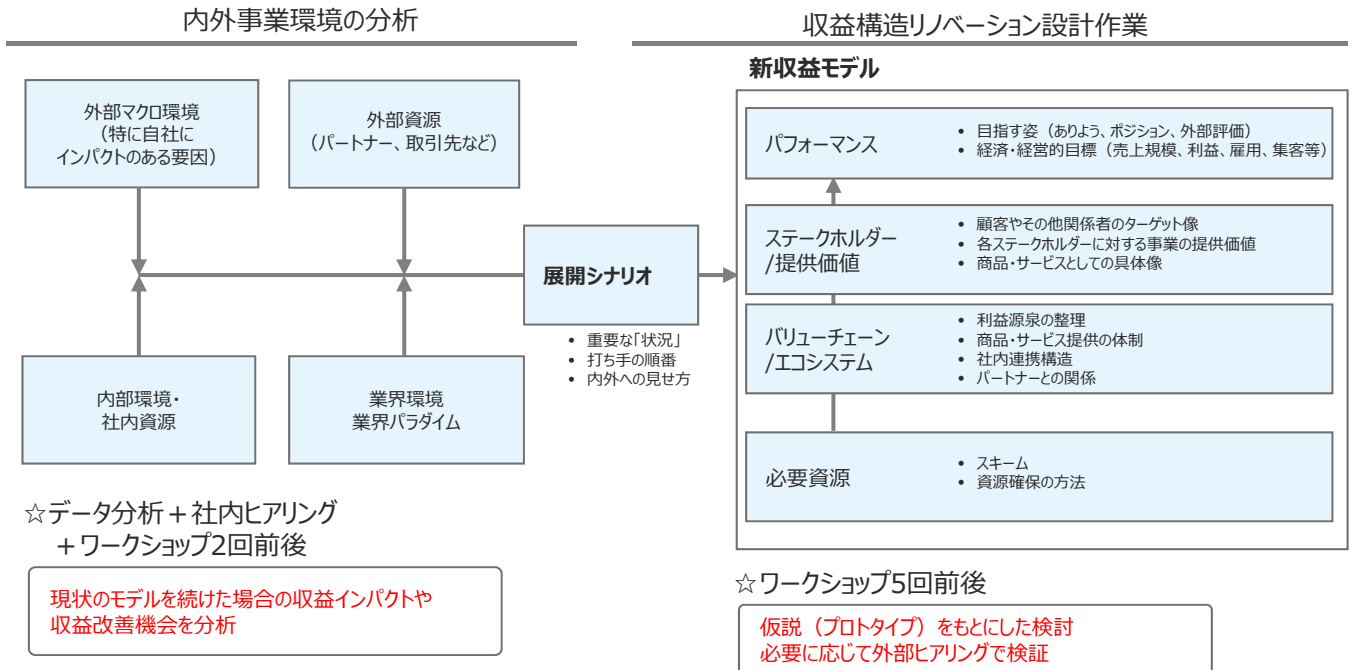 内外事業環境の分析
外部マクロ環境
（特に自社に
インパクトのある要因）
外部資源
（パートナー、取引先など）
内部環境・
社内資源
業界環境
業界パラダイム
展開シナリオ
• 重要な「状況」
• 打ち手の順番
• 内外への見せ方
☆データ分析＋社内ヒアリング
＋ワークショップ2回前後
現状のモデルを続けた場合の収益インパクトや
収益改善機会を分析
収益構造リノベーション設計作業
新収益モデル
パフォーマンス
• 目指す姿（ありよう、ポジション、外部評価）
• 経済・経営的目標（売上規模、利益、雇用、集客等）
ステークホルダー
/提供価値
• 顧客やその他関係者のターゲット像
• 各ステークホルダーに対する事業の提供価値
• 商品・サービスとしての具体像
バリューチェーン
/エコシステム
• 利益源泉の整理
• 商品・サービス提供の体制
• 社内連携構造
• パートナーとの関係
必要資源
• スキーム
• 資源確保の方法
☆ワークショップ5回前後
仮説（プロトタイプ）をもとにした検討
必要に応じて外部ヒアリングで検証